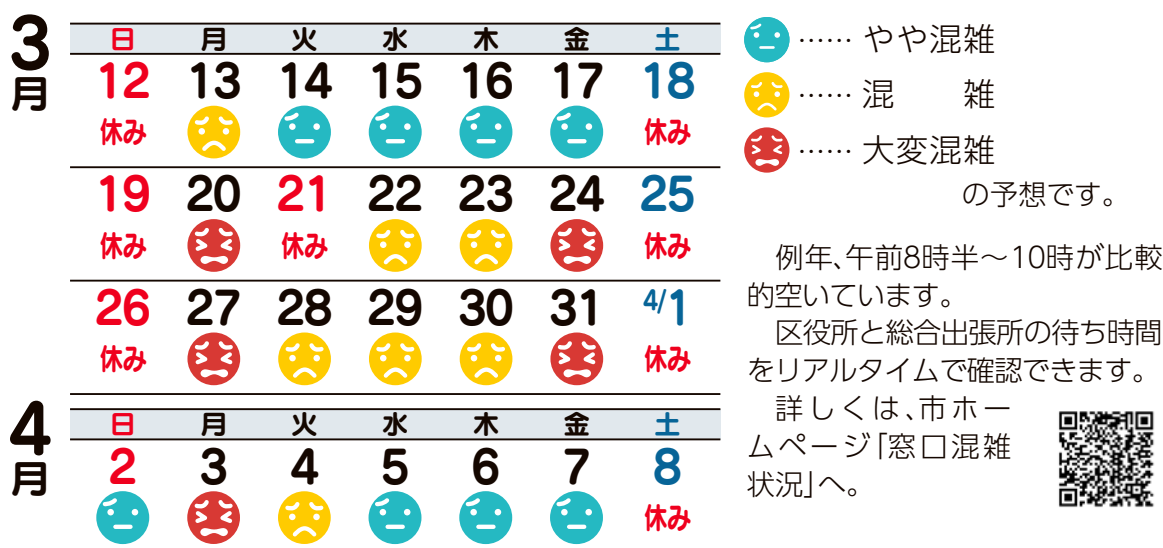 3月
日 月 火 水 木 金 土
12 13 14 15 16 17 18
休み 休み
19 20 21 22 23 24 25
休み 休み 休み
26 27 28 29 30 31 4/1
休み 休み
4月
日 月 火 水 木 金 土
2 3 4 5 6 7 8
休み
…… やや混雑
…… 混　　雑
…… 大変混雑
の予想です。
例年、午前8時半～10時が比較
的空いています。
区役所と総合出張所の待ち時間
をリアルタイムで確認できます。
詳しくは、市ホー
ムページ「窓口混雑
状況」へ。